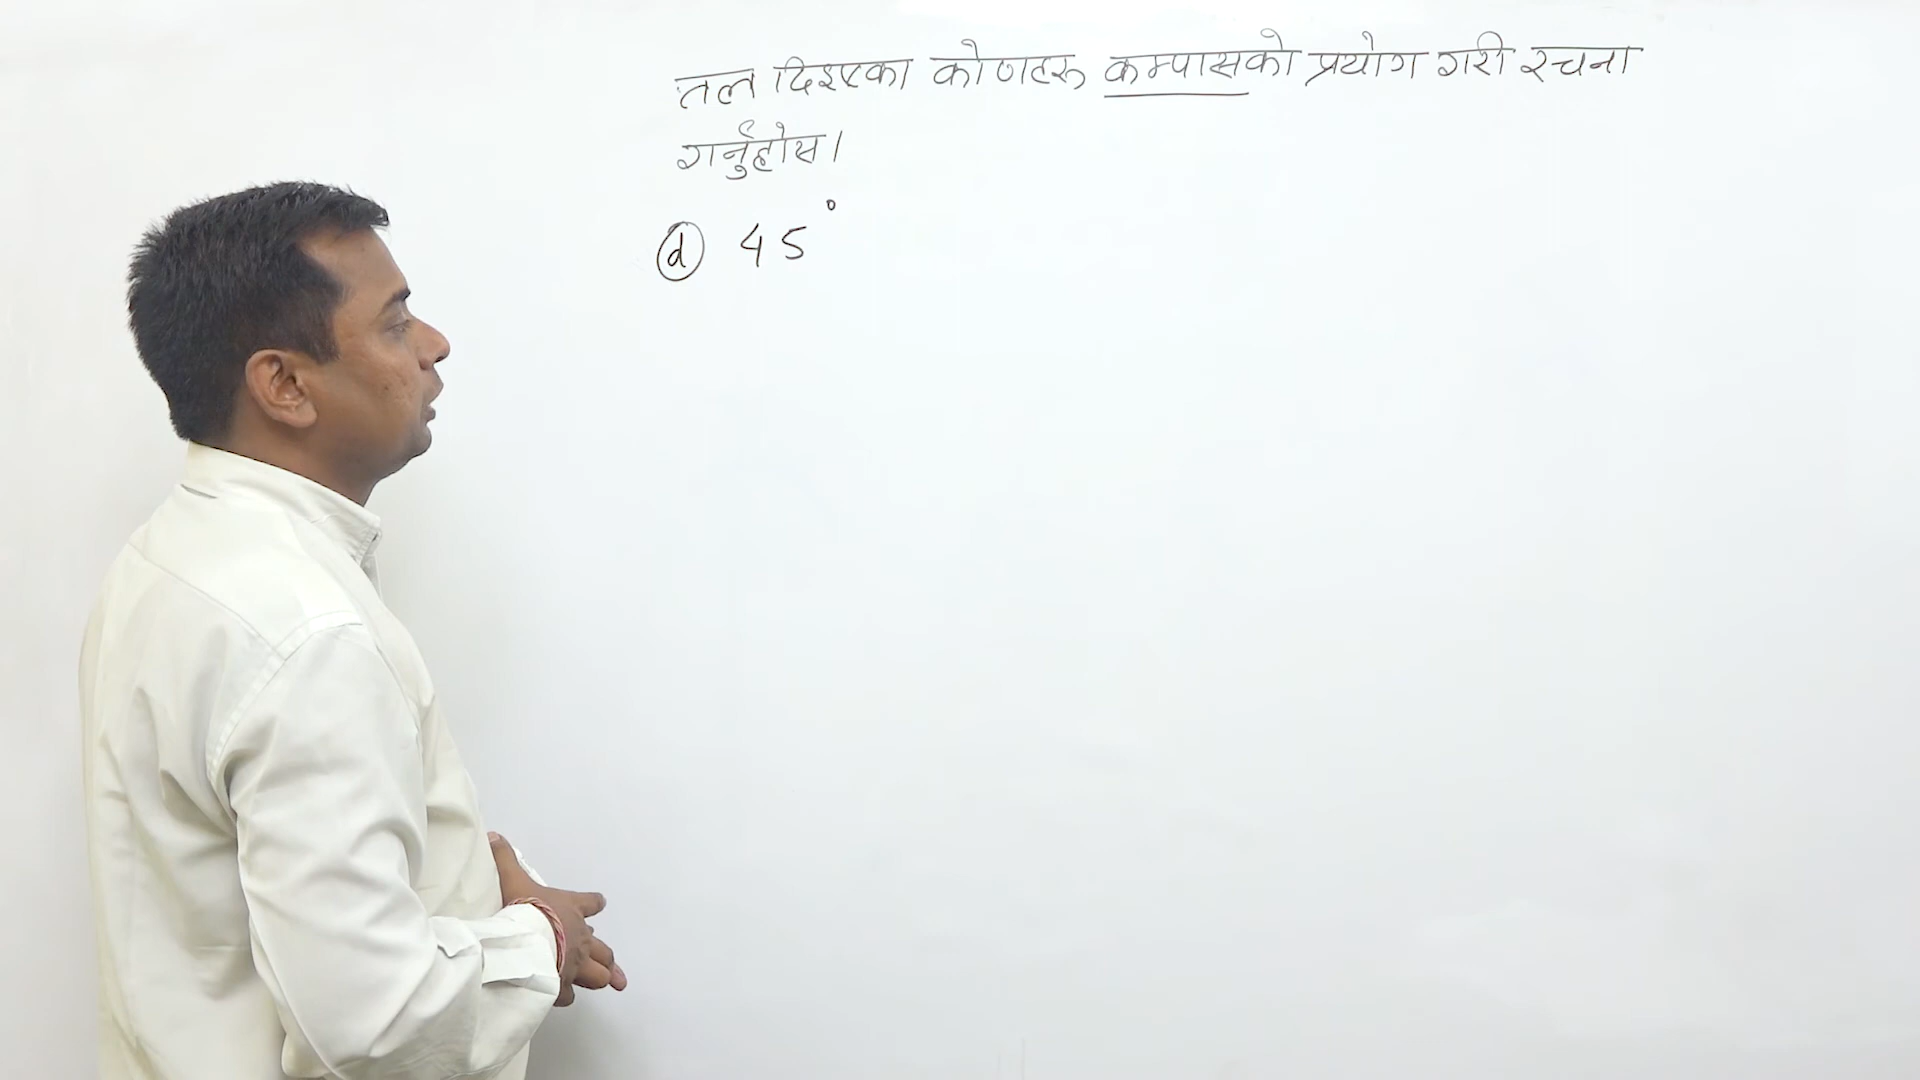 तल दिइएका कोणहरू कम्पासको प्रयोग गरी रचना
गर्नुहोस।
(d) 45°